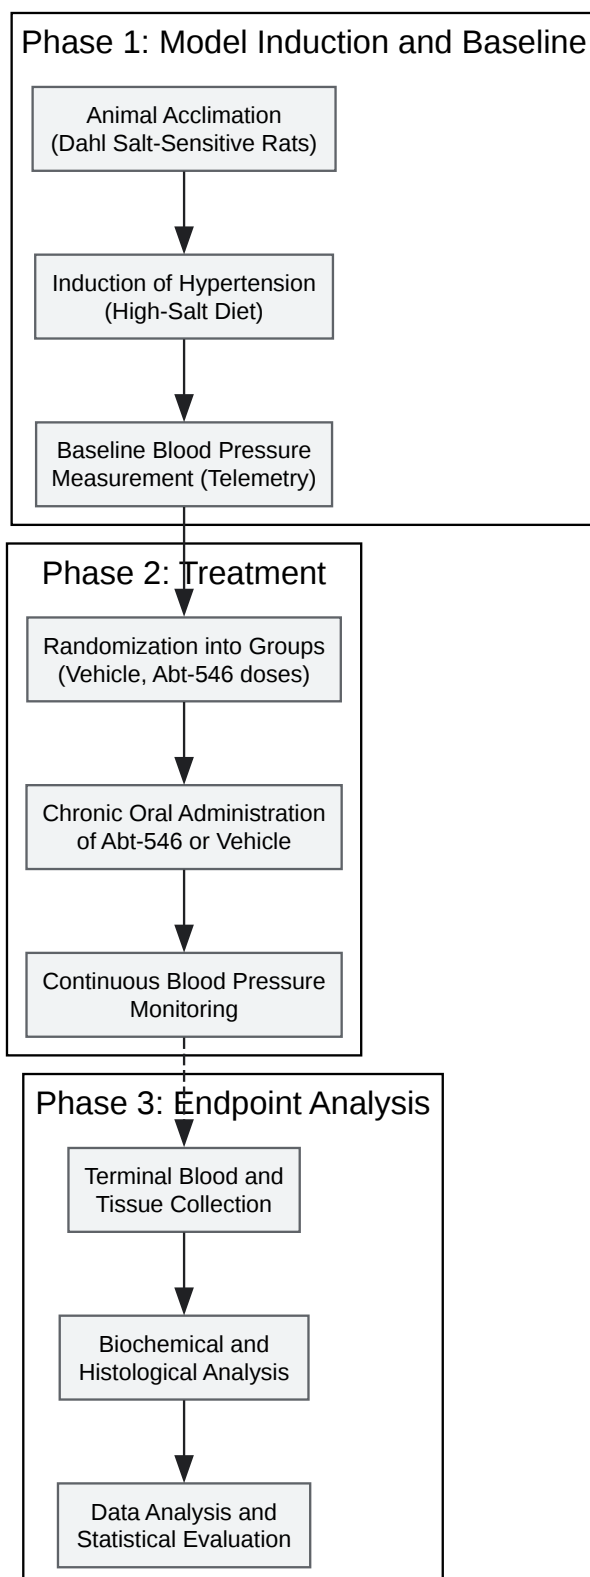 Phase 1: Model Induction and Baseline
Animal Acclimation
(Dahl Salt-Sensitive Rats)
Induction of Hypertension
(High-Salt Diet)
Baseline Blood Pressure
Measurement (Telemetry)
Phase 2: Treatment
Randomization into Groups
(Vehicle, Abt-546 doses)
Chronic Oral Administration
of Abt-546 or Vehicle
Continuous Blood Pressure
Monitoring
Phase 3: Endpoint Analysis
Terminal Blood and
Tissue Collection
Biochemical and
Histological Analysis
Data Analysis and
Statistical Evaluation